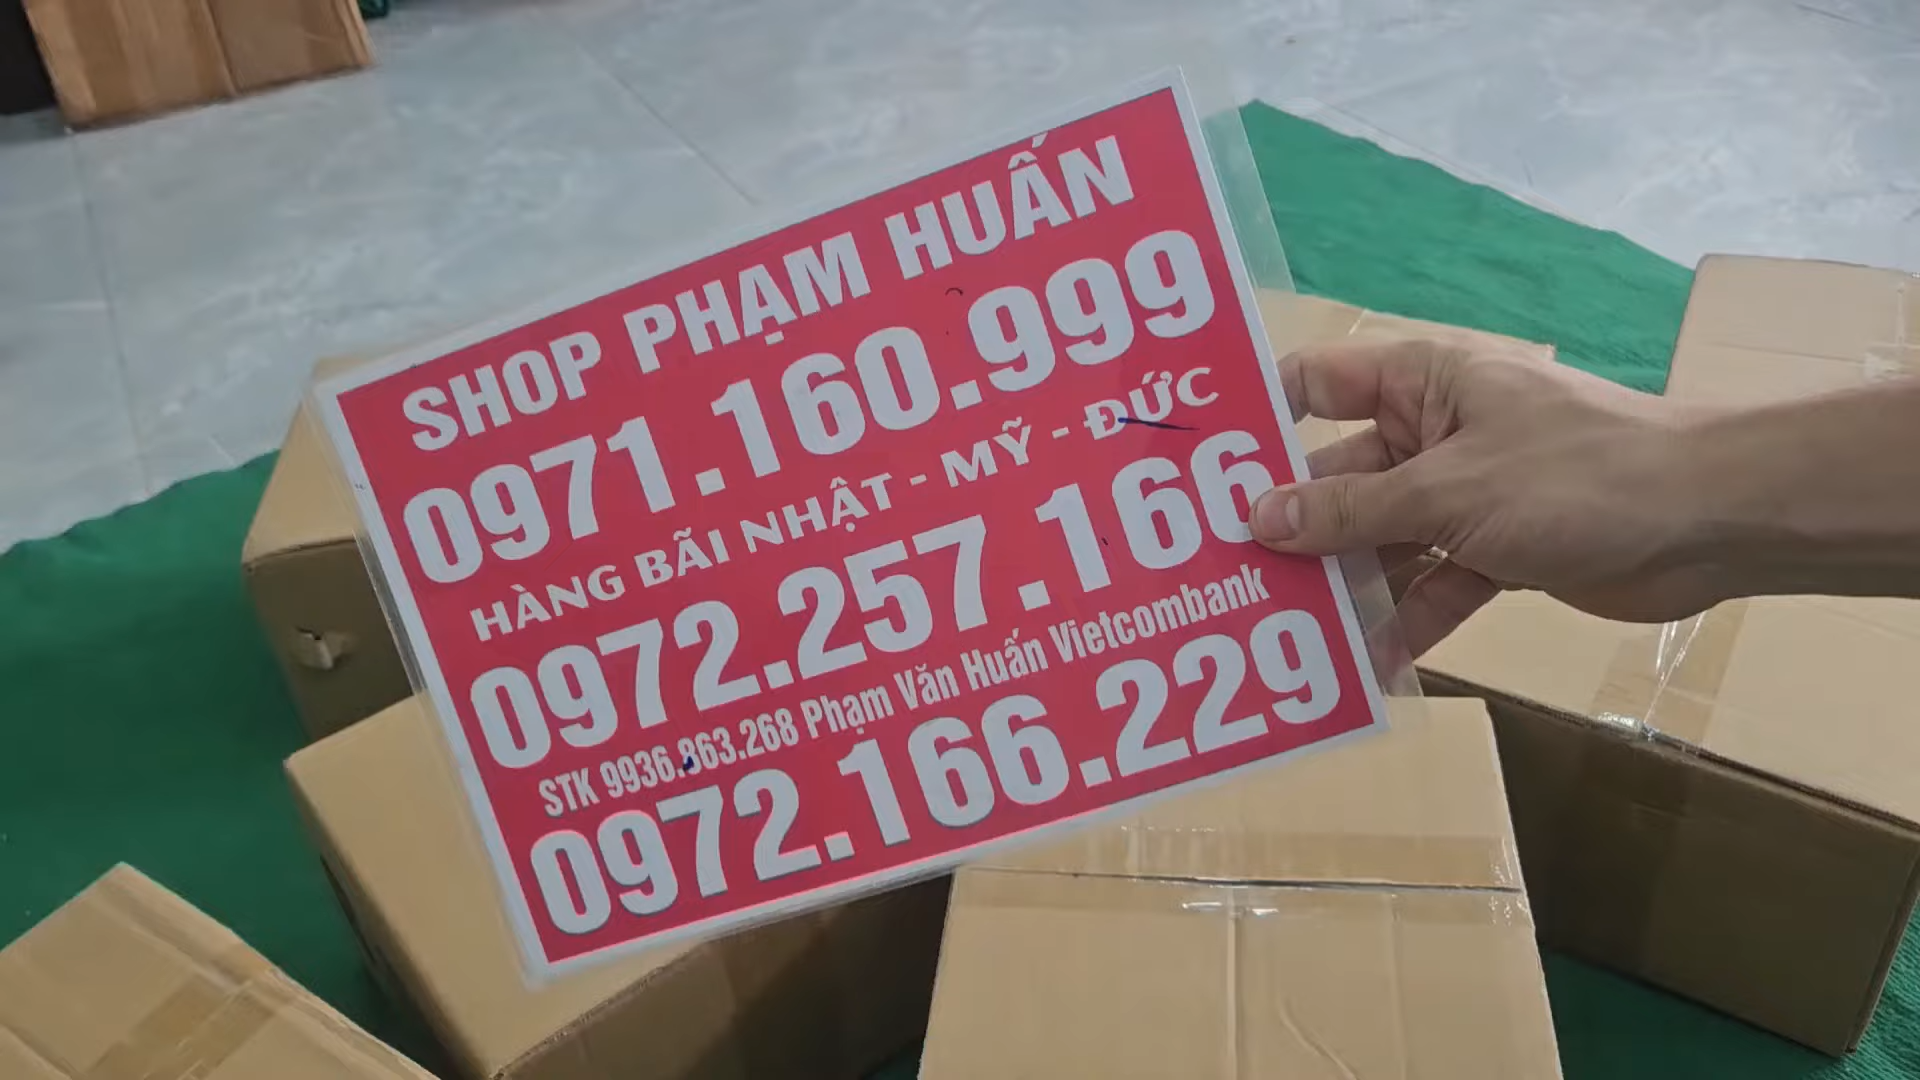 SHOP PHẠM HUẤN
0971.160.999
HÀNG BÃI NHẬT - MỸ - ĐỨC
0972.257.166
STK 9936.863.268 Phạm Văn Huấn Vietcombank
0972.166.229